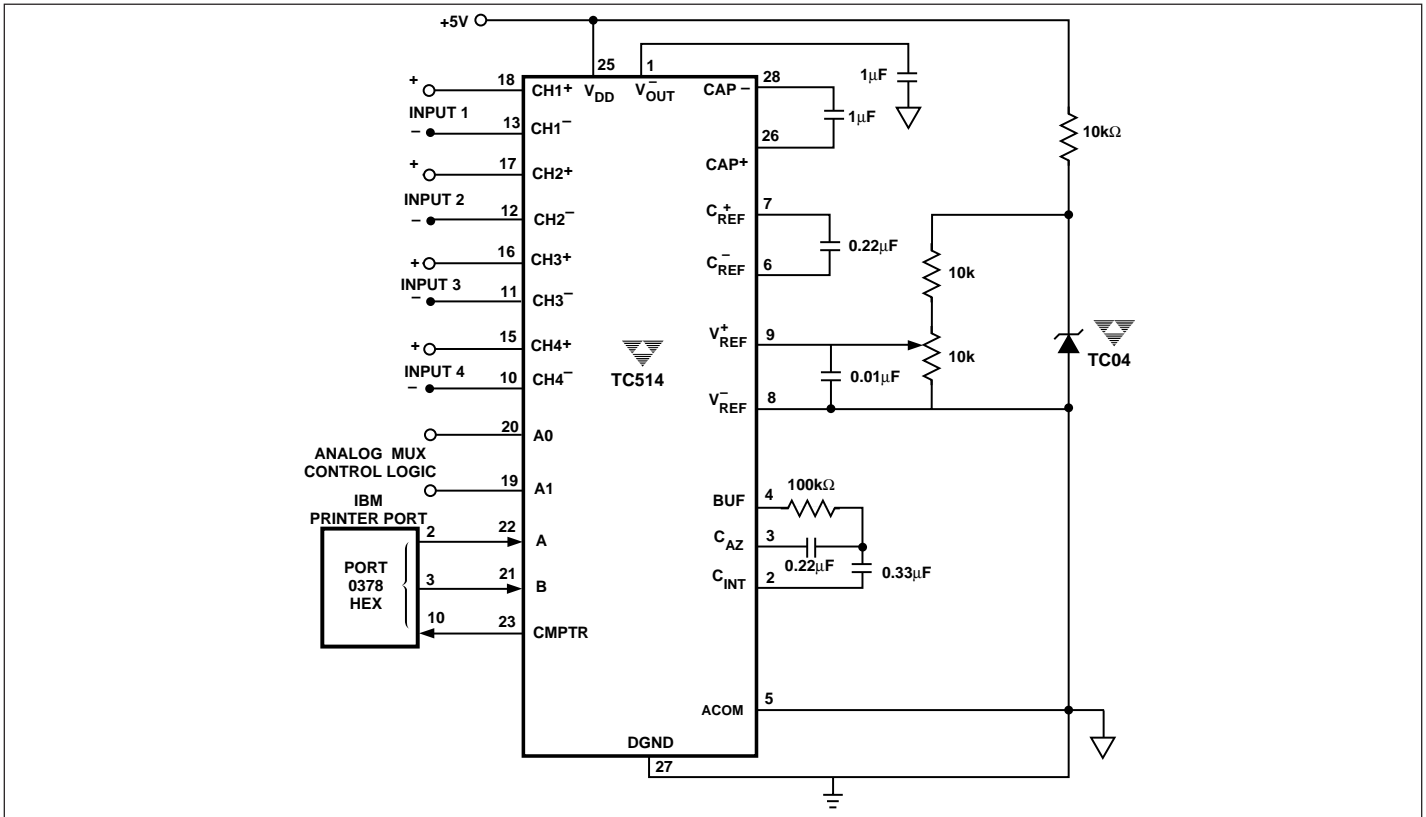 +5V
25
1
28
1μF
+
18
CH1+
VDD
V–OUT
CAP –
INPUT 1
1μF
–
13
CH1–
26
10kΩ
CAP+
+
17
CH2+
INPUT 2
7
C+REF
–
12
CH2–
0.22μF
+
16
CH3+
C–REF
6
10k
INPUT 3
–
11
CH3–
+
15
CH4+
V+REF
9
10k
TC04
INPUT 4
TC514
0.01μF
–
10
CH4–
V–REF
8
20
A0
ANALOG MUX
CONTROL LOGIC
19
A1
BUF
4
100kΩ
IBM
PRINTER PORT
2
22
A
CAZ
3
0.22μF
0.33μF
PORT
0378
HEX
3
21
B
CINT
2
10
23
CMPTR
ACOM
5
DGND
27